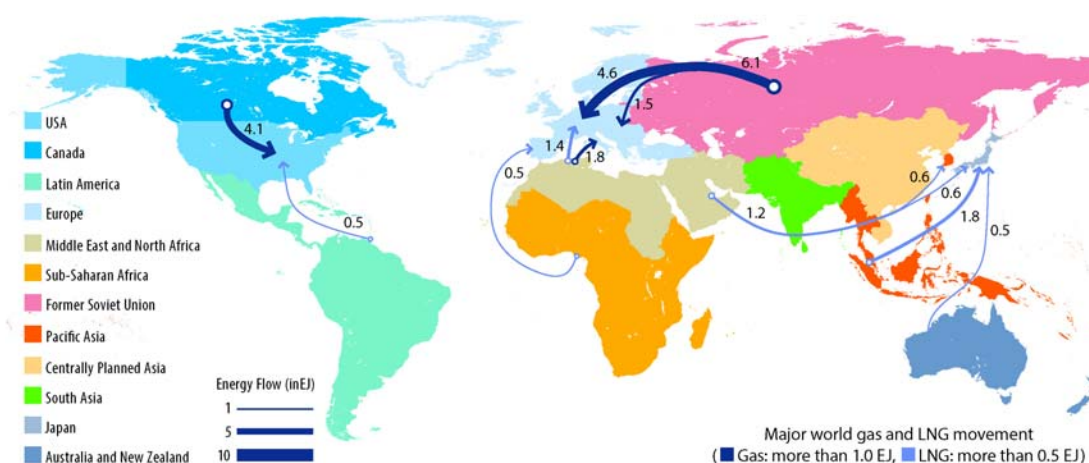 6.1
4.6
1.5
4.1
1.4
1.8
0.5
0.6
0.6
1.2
1.8
0.5
0.5
USA
Canada
Latin America
Europe
Middle East and North Africa
Sub-Saharan Africa
Former Soviet Union
Pacific Asia
Centrally Planned Asia
South Asia
Japan
Australia and New Zealand
Energy Flow (inEJ)
1
5
10
Major world gas and LNG movement
( Gas: more than 1.0 EJ, LNG: more than 0.5 EJ)